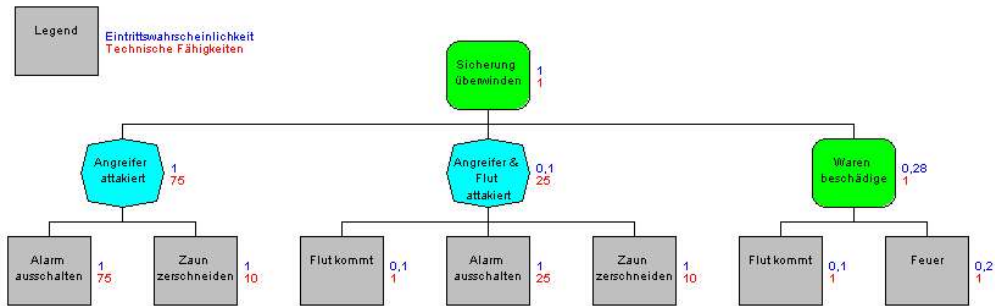 Legend
Eintrittswahrscheinlichkeit
Technische Fähigkeiten
Sicherung
überwinden
1
1
Angreifer
attakiert
1
75
Angreifer &
Flut
attakiert
0,1
25
Waren
beschädige
0,28
1
Alarm
ausschalten
1
75
Zaun
zerschneiden
1
10
Flut kommt
0,1
1
Alarm
ausschalten
1
25
Zaun
zerschneiden
1
10
Flut kommt
0,1
1
Feuer
0,2
1